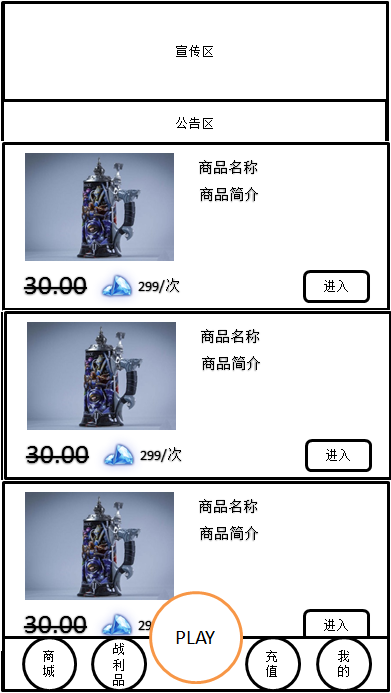 宣传区
公告区
商品名称
商品简介
30.00
299/次
进入
商品名称
商品简介
30.00
299/次
进入
商品名称
商品简介
30.00
29
进入
商城
战利品
PLAY
充值
我的